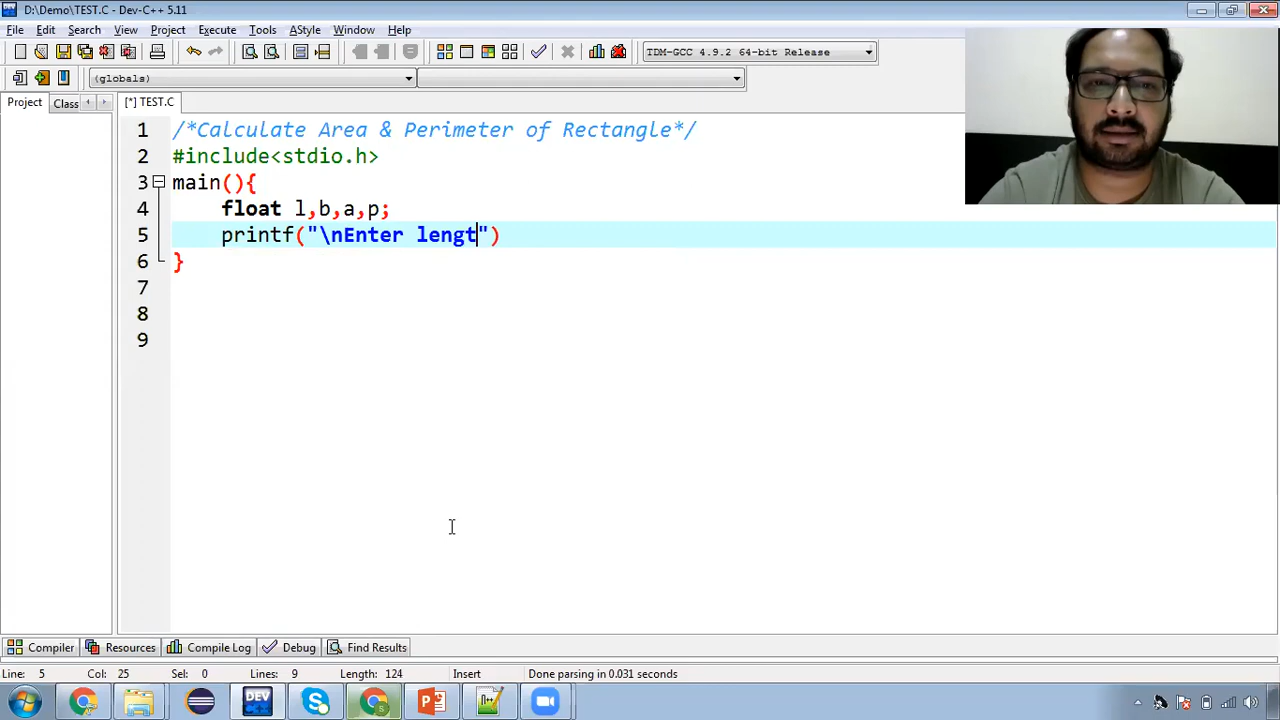 D:\Demo\TEST.C - Dev-C++ 5.11
File Edit Search View Project Execute Tools AStyle Window Help
TDM-GCC 4.9.2 64-bit Release
(globals)
Project Class [*] TEST.C
1 /*Calculate Area & Perimeter of Rectangle*/
2 #include<stdio.h>
3 main(){
4 float l,b,a,p;
5 printf("\nEnter lengt")
6 }
7
8
9
Compiler Resources Compile Log Debug Find Results
Line: 5 Col: 25 Sel: 0 Lines: 9 Length: 124 Insert Done parsing in 0.031 seconds